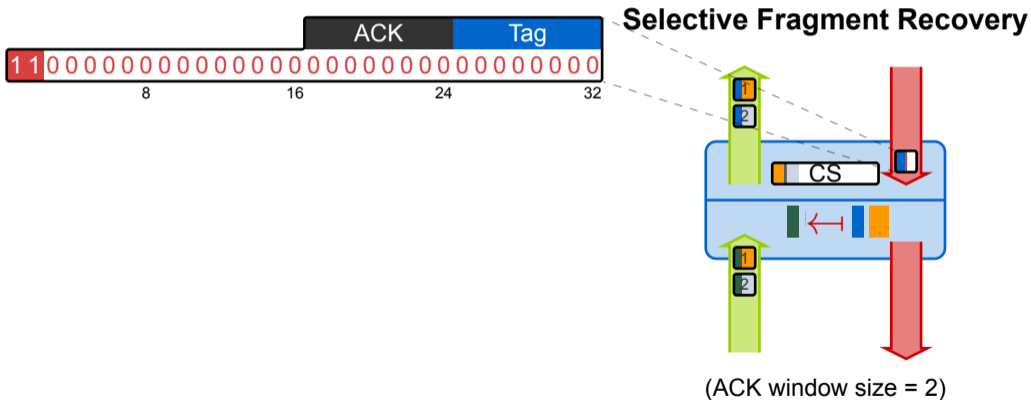 Selective Fragment Recovery
ACK Tag
1 1 0 0 0 0 0 0 0 0 0 0 0 0 0 0 0 0 0 0 0 0 0 0 0 0 0 0 0 0 0 0
8 16 24 32
1
2
CS
1
2
(ACK window size = 2)